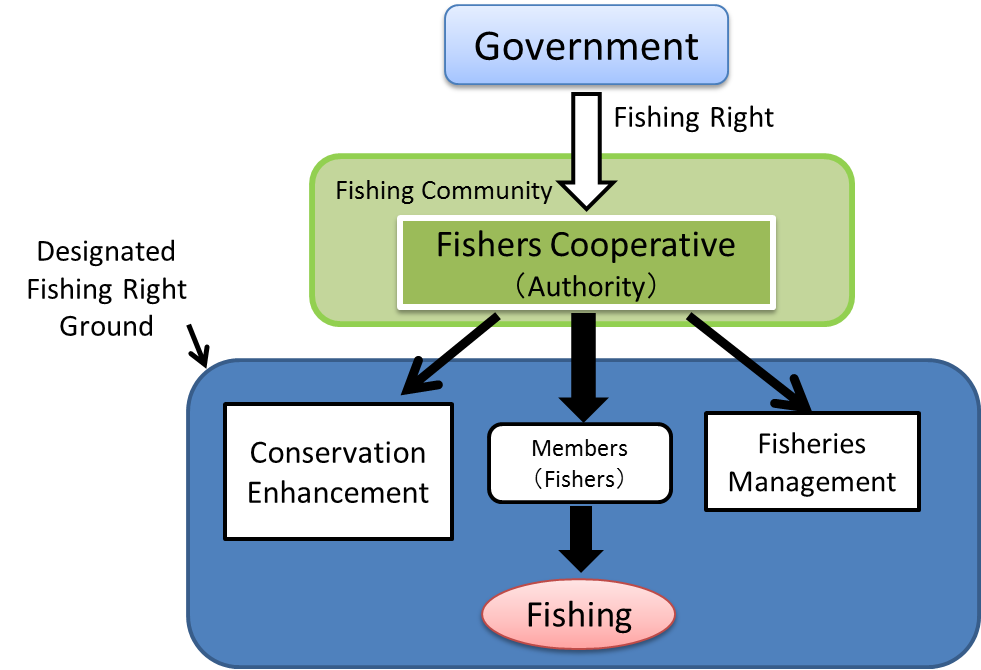 Government
Fishing Right
Fishing Community
Fishers Cooperative
（Authority）
Designated
Fishing Right
Ground
Conservation
Enhancement
Members
（Fishers）
Fisheries
Management
Fishing